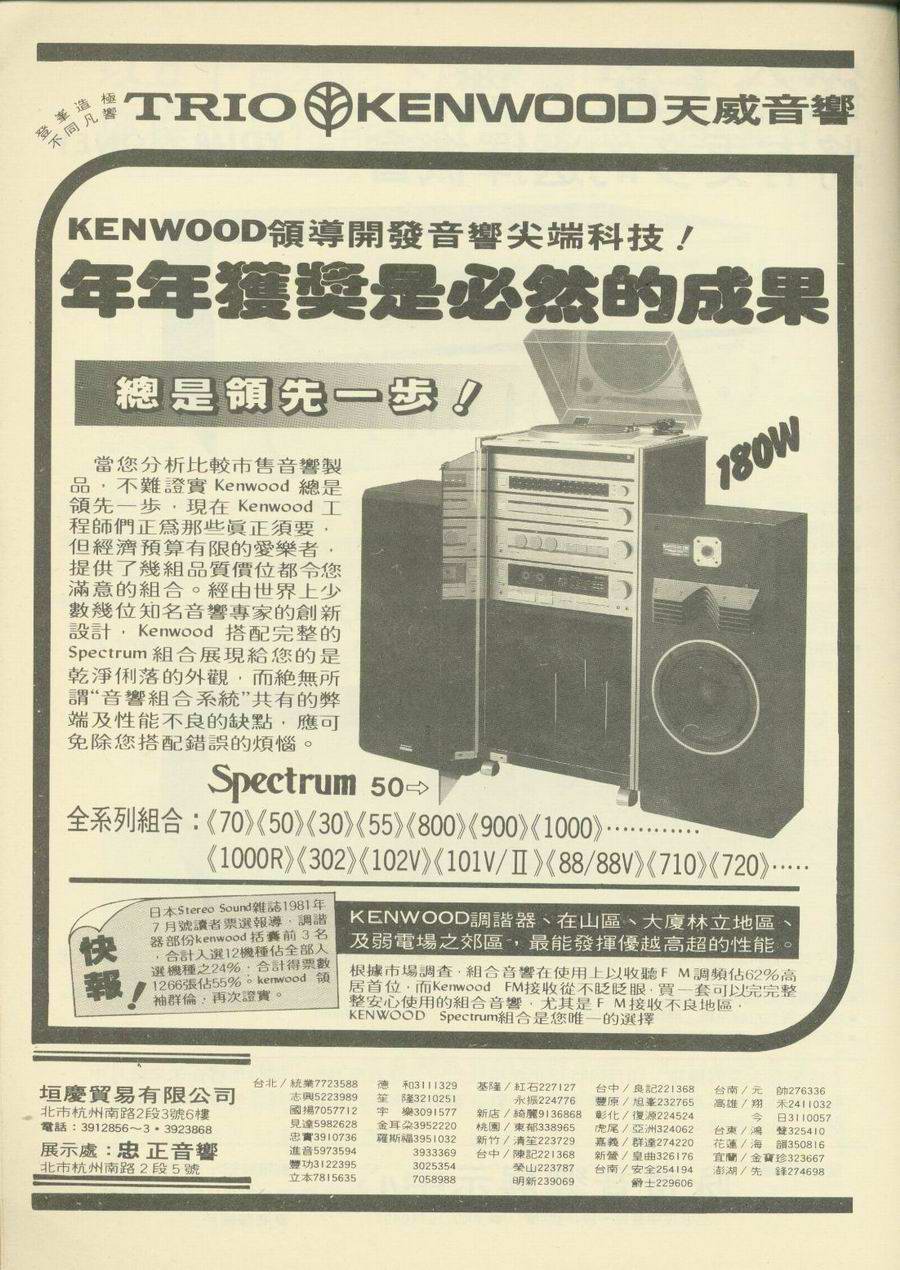 登峯造極
不同凡響
TRIO KENWOOD天威音響
KENWOOD領導開發音響尖端科技！
年年獲獎是必然的成果
總是領先一步！
180W
當您分析比較市售音響製
品，不難證實 Kenwood 總是
領先一步，現在 Kenwood 工
程師們正爲那些眞正須要，
但經濟預算有限的愛樂者，
提供了幾組品質價位都令您
滿意的組合。經由世界上少
數幾位知名音響專家的創新
設計，Kenwood 搭配完整的
Spectrum 組合展現給您的是
乾淨俐落的外觀，而絶無所
謂“音響組合系統”共有的弊
端及性能不良的缺點，應可
免除您搭配錯誤的煩惱。
Spectrum 50⇨
全系列組合：《70》《50》《30》《55》《800》《900》《1000》…………
《1000R》《302》《102V》《101V/Ⅱ》《88/88V》《710》《720》……
快報！
日本Stereo Sound雜誌1981年
7月號讀者票選報導，調諧
器部份kenwood括囊前3名
，合計入選12機種佔全部入
選機種之24%，合計得票數
1266張佔55%。kenwood 領
袖群倫，再次證實。
KENWOOD調諧器、在山區、大廈林立地區、
及弱電場之郊區，最能發揮優越高超的性能。
根據市場調查，組合音響在使用上以收聽F M調頻佔62%高
居首位，而Kenwood FM接收從不眨眨眼，買一套可以完完整
整安心使用的組合音響，尤其是F M接收不良地區，
KENWOOD Spectrum組合是您唯一的選擇
垣慶貿易有限公司
北市杭州南路2段3號6樓
電話：3912856～3・3923868
展示處：忠正音響
北市杭州南路2段5號
台北／統業7723588
志興5223989
國揚7057712
見達5982628
忠實3910736
進音5973594
豐功3122395
立本7815635
德 和3111329
笙 隆3210251
宇 樂3091577
金耳朶3952220
羅斯福3951032
3933369
3025354
7058988
基隆／紅石227127
永振224776
新店／綺麗9136868
桃園／東郁338965
新竹／清笙223729
台中／陳記221368
榮山223787
明新239069
台中／良記221368
豐原／旭峯232765
彰化／復源224524
虎尾／亞洲324062
嘉義／群達274220
新營／皇曲326176
台南／安全254194
爵士229606
台南／元 帥276336
高雄／翔 禾2411032
今 日3110057
台東／鴻 聲325410
花蓮／海 韻350816
宜蘭／金寶珍323667
澎湖／先 鋒274698